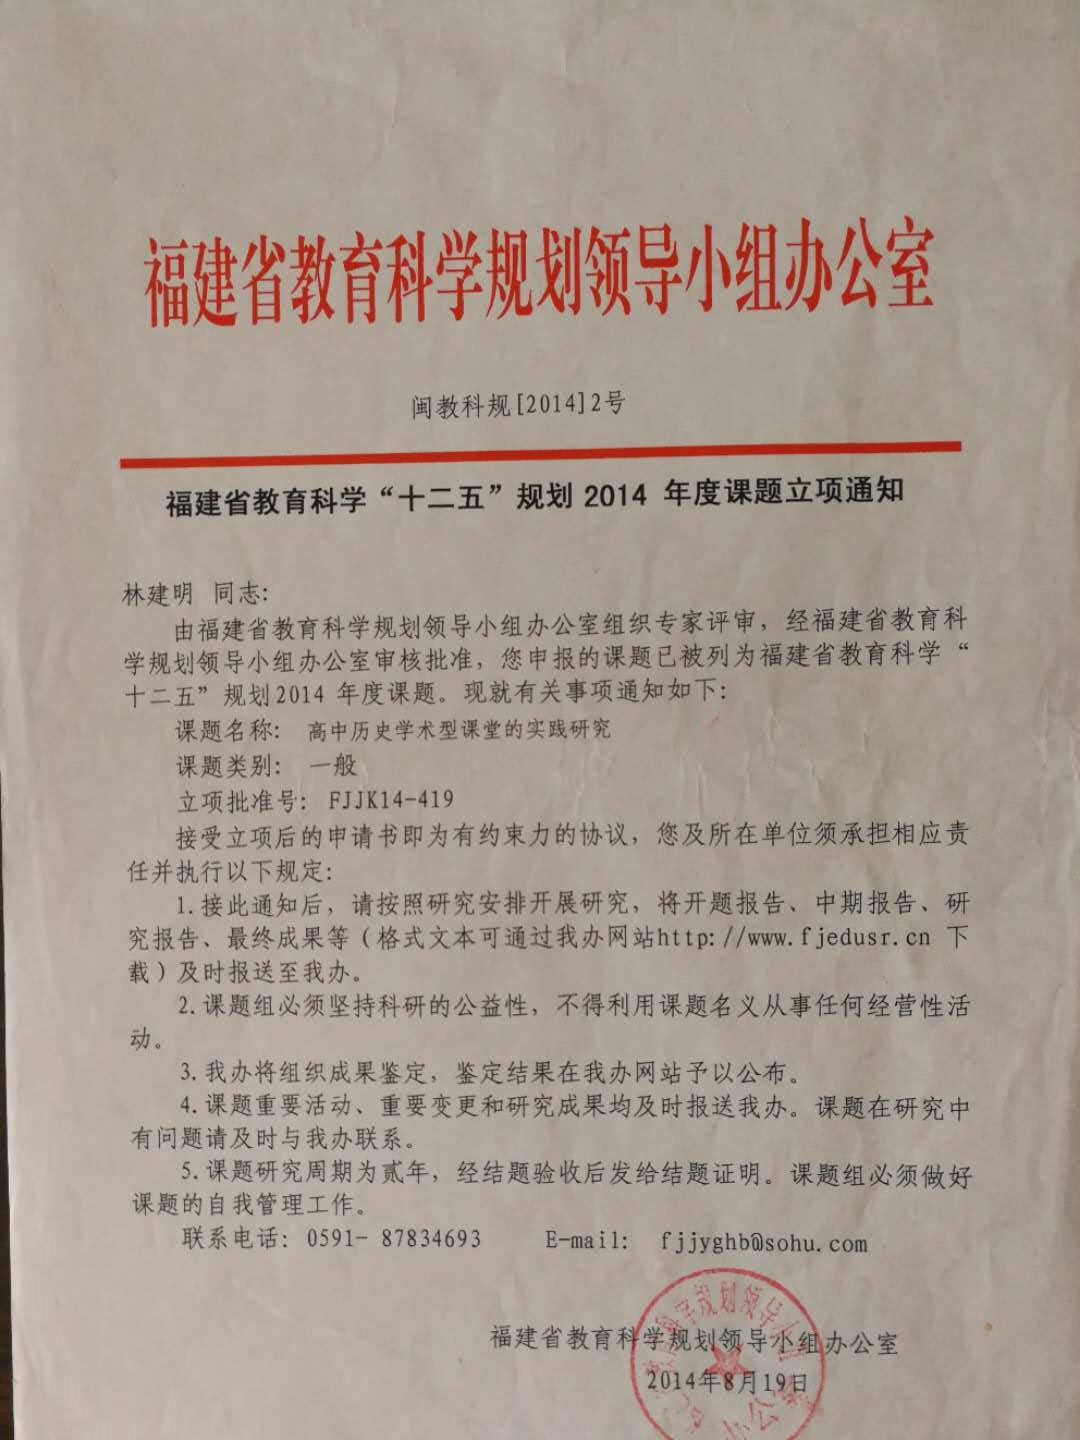 福建省教育科学规划领导小组办公室
闽教科规[2014]2号
福建省教育科学“十二五”规划 2014 年度课题立项通知
林建明 同志：
由福建省教育科学规划领导小组办公室组织专家评审，经福建省教育科
学规划领导小组办公室审核批准，您申报的课题已被列为福建省教育科学“
十二五”规划2014 年度课题。现就有关事项通知如下：
课题名称： 高中历史学术型课堂的实践研究
课题类别： 一般
立项批准号： FJJK14-419
接受立项后的申请书即为有约束力的协议，您及所在单位须承担相应责
任并执行以下规定：
1.接此通知后，请按照研究安排开展研究，将开题报告、中期报告、研
究报告、最终成果等（格式文本可通过我办网站http://www.fjedusr.cn 下
载）及时报送至我办。
2.课题组必须坚持科研的公益性，不得利用课题名义从事任何经营性活
动。
3.我办将组织成果鉴定，鉴定结果在我办网站予以公布。
4.课题重要活动、重要变更和研究成果均及时报送我办。课题在研究中
有问题请及时与我办联系。
5.课题研究周期为贰年，经结题验收后发给结题证明。课题组必须做好
课题的自我管理工作。
联系电话：0591- 87834693 E-mail: fjjyghb@sohu.com
福建省教育科学规划领导小组办公室
2014年8月19日